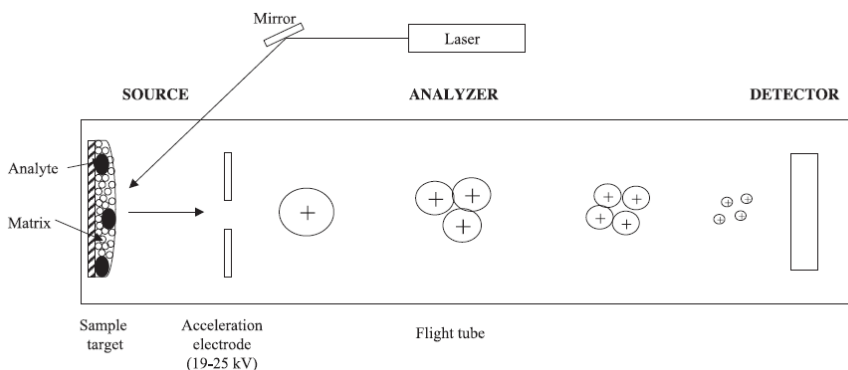 Mirror
Laser
SOURCE
ANALYZER
DETECTOR
Analyte
Matrix
+
+ +
+
+ +
+ +
+ +
+ +
Sample
target
Acceleration
electrode
(19-25 kV)
Flight tube